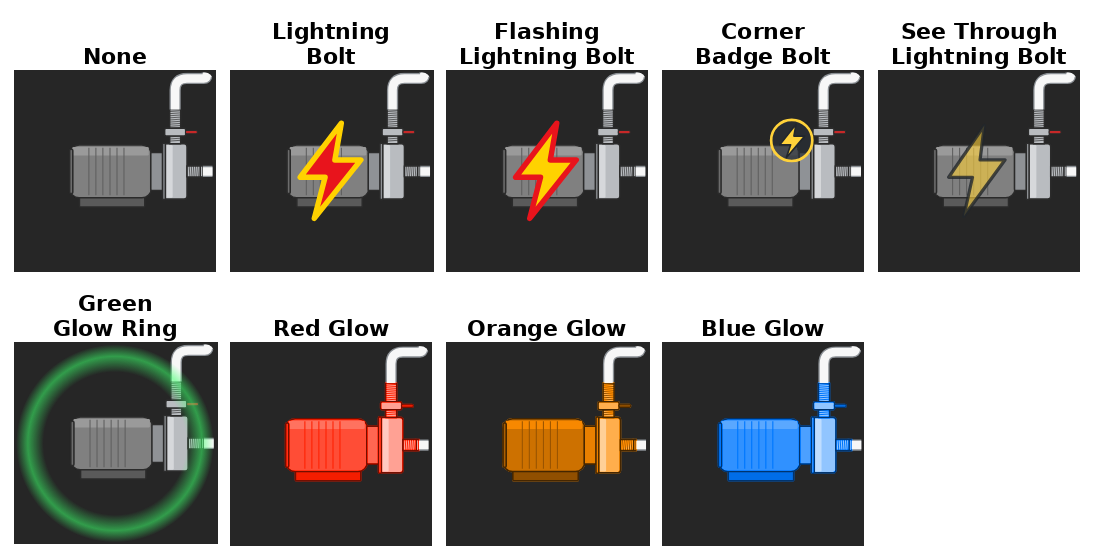 None
Lightning
Bolt
Flashing
Lightning Bolt
Corner
Badge Bolt
See Through
Lightning Bolt
Green
Glow Ring
Red Glow
Orange Glow
Blue Glow